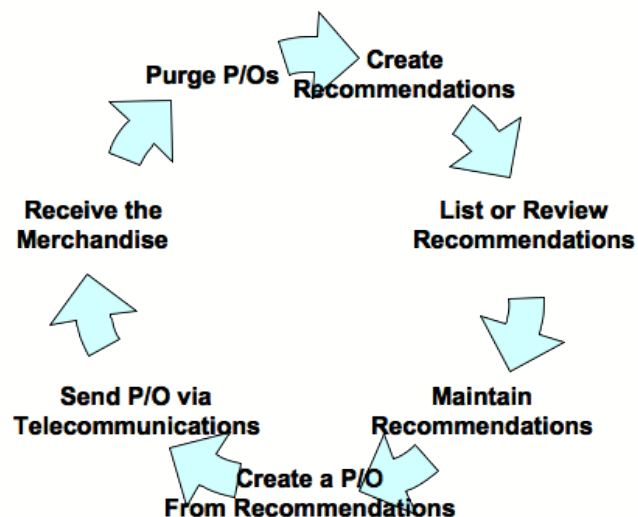 Purge P/Os
Create
Recommendations
List or Review
Recommendations
Maintain
Recommendations
Create a P/O
From Recommendations
Send P/O via
Telecommunications
Receive the
Merchandise